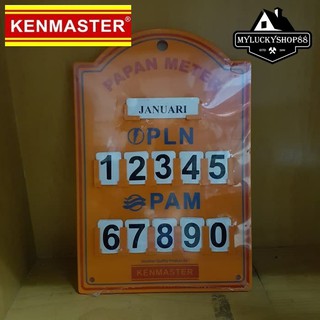 KENMASTER®
MYLUCKYSHOP88
PAPAN METER
JANUARI
PLN
12345
PAM
67890
KENMASTER